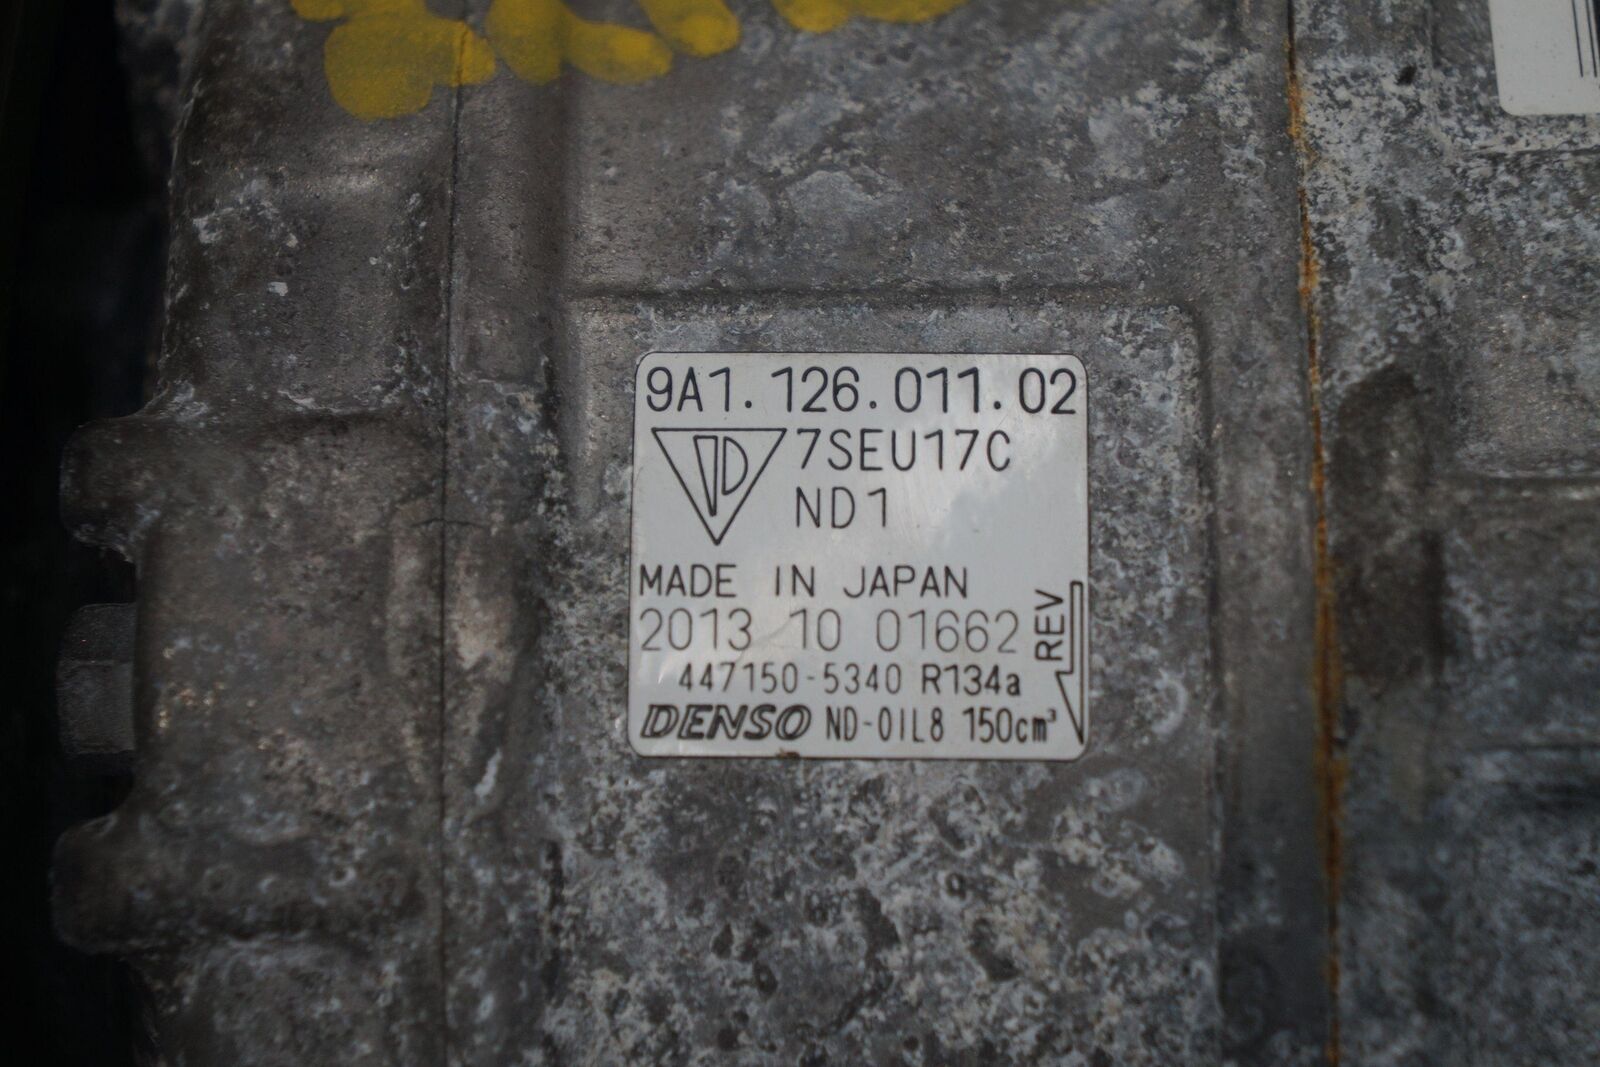 9A1.126.011.02
7SEU17C
ND1
MADE IN JAPAN
2013 10 01662
REV
447150-5340 R134a
DENSO ND-OIL8 150cm³